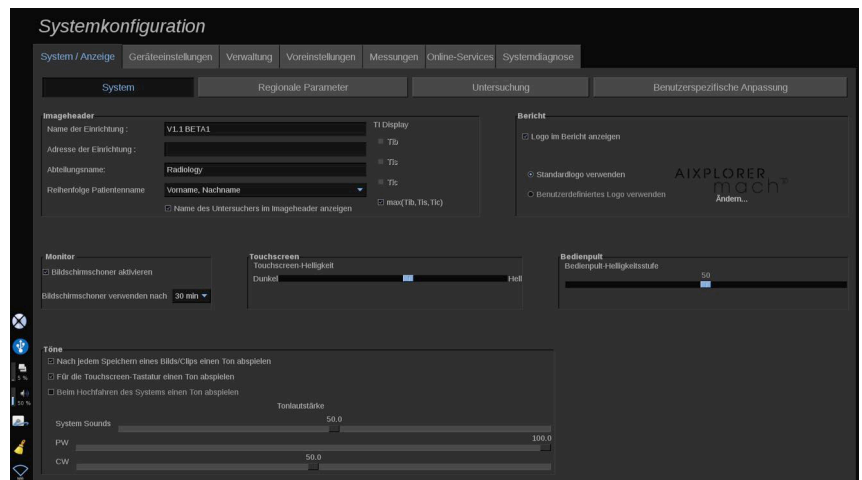 Systemkonfiguration
System / Anzeige Geräteeinstellungen Verwaltung Voreinstellungen Messungen Online-Services Systemdiagnose
System Regionale Parameter Untersuchung Benutzerspezifische Anpassung
Imageheader
Name der Einrichtung : V1.1 BETA1
Adresse der Einrichtung :
Abteilungsname: Radiology
Reihenfolge Patientenname Vorname, Nachname
Name des Untersuchers im Imageheader anzeigen
TI Display
Tib
Tis
Tic
max(Tib,Tis,Tic)
Bericht
Logo im Bericht anzeigen
Standardlogo verwenden
Benutzerdefiniertes Logo verwenden
AIXPLORER
mach
Ändern...
Monitor
Bildschirmschoner aktivieren
Bildschirmschoner verwenden nach 30 min
Touchscreen
Touchscreen-Helligkeit
Dunkel Hell
Bedienpult
Bedienpult-Helligkeitsstufe
50
Töne
Nach jedem Speichern eines Bilds/Clips einen Ton abspielen
Für die Touchscreen-Tastatur einen Ton abspielen
Beim Hochfahren des Systems einen Ton abspielen
Tonlautstärke
System Sounds 50.0
PW 100.0
CW 50.0
5 %
50 %